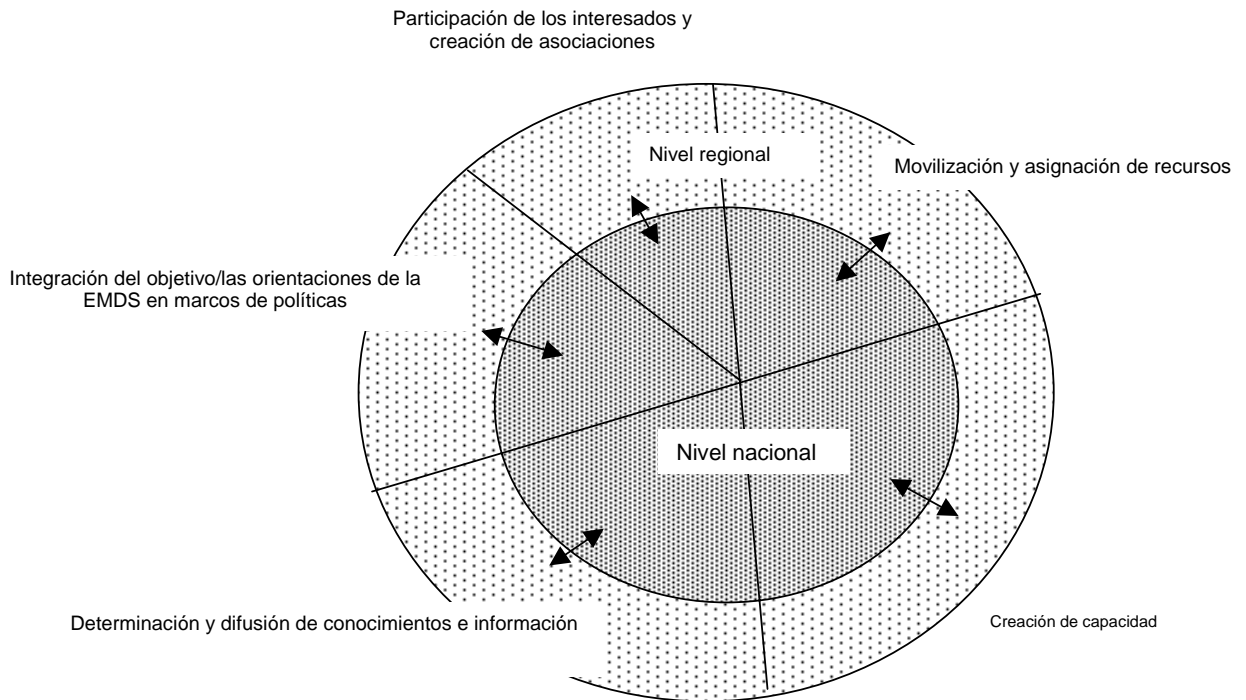 Participación de los interesados y
creación de asociaciones
Nivel regional
Movilización y asignación de recursos
Integración del objetivo/las orientaciones de la
EMDS en marcos de políticas
Nivel nacional
Determinación y difusión de conocimientos e información
Creación de capacidad